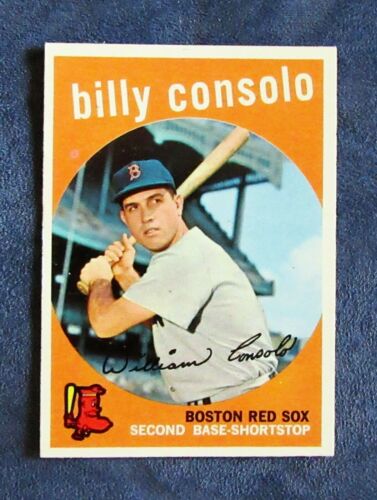 billy consolo
B
William Consolo
BOSTON RED SOX
SECOND BASE-SHORTSTOP